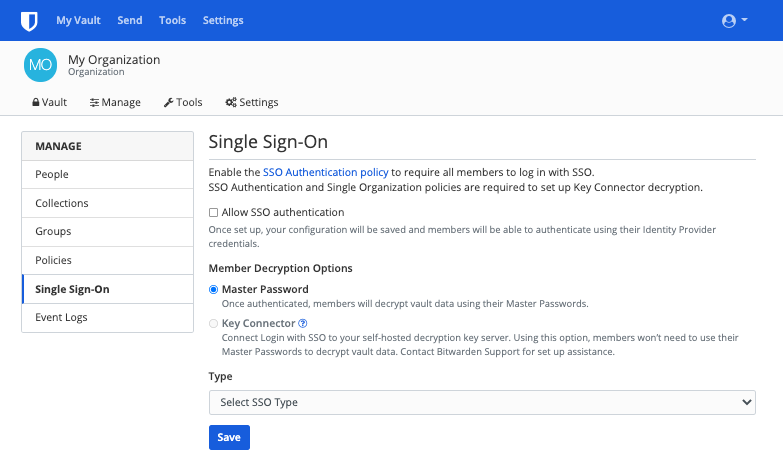 My Vault Send Tools Settings
MO
My Organization
Organization
Vault Manage Tools Settings
MANAGE
People
Collections
Groups
Policies
Single Sign-On
Event Logs
Single Sign-On
Enable the SSO Authentication policy to require all members to log in with SSO.
SSO Authentication and Single Organization policies are required to set up Key Connector decryption.
Allow SSO authentication
Once set up, your configuration will be saved and members will be able to authenticate using their Identity Provider
credentials.
Member Decryption Options
Master Password
Once authenticated, members will decrypt vault data using their Master Passwords.
Key Connector
Connect Login with SSO to your self-hosted decryption key server. Using this option, members won't need to use their
Master Passwords to decrypt vault data. Contact Bitwarden Support for set up assistance.
Type
Select SSO Type
Save